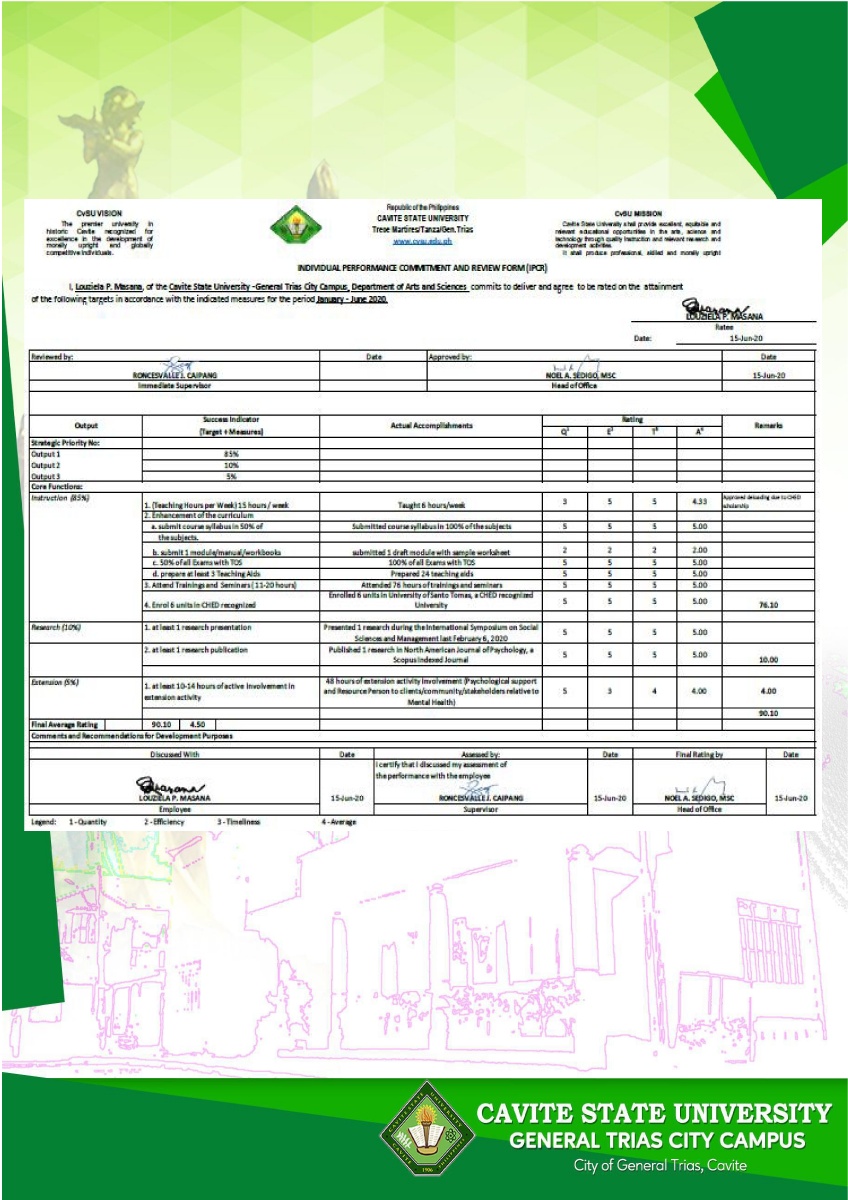 CvSU VISION
The premier university in
historic Cavite recognized for
excellence in the development of
morally upright and globally
competitive individuals.
Republic of the Philippines
CAVITE STATE UNIVERSITY
Trese Martires/Tanza/Gen.Trias
www.cvsu.edu.ph
CvSU MISSION
Cavite State University shall provide excellent, equitable and
relevant educational opportunities in the arts, science and
technology through quality instruction and relevant research and
development activities.
It shall produce professional, skilled and morally upright
INDIVIDUAL PERFORMANCE COMMITMENT AND REVIEW FORM (IPCR)
I, Louziela P. Masana, of the Cavite State University -General Trias City Campus, Department of Arts and Sciences commits to deliver and agree to be rated on the attainment
of the following targets in accordance with the indicated measures for the period January - June 2020.
LOUZIELA P. MASANA
Ratee
Date: 15-Jun-20
Reviewed by: Date Approved by: Date
RONCESVALLE J. CAIPANG NOEL A. SEDIGO, MSC 15-Jun-20
Immediate Supervisor Head of Office
Output Success Indicator (Target + Measures) Actual Accomplishments Rating Remarks
Q1 E2 T3 A4
Strategic Priority No:
Output 1 85%
Output 2 10%
Output 3 5%
Core Functions:
Instruction (85%) 1. (Teaching Hours per Week) 15 hours / week Taught 6 hours/week 3 5 5 4.33 Approved deloading due to CHED scholarship
2. Enhancement of the curriculum
a. submit course syllabus in 50% of Submitted course syllabus in 100% of the subjects 5 5 5 5.00
the subjects.
b. submit 1 module/manual/workbooks submitted 1 draft module with sample worksheet 2 2 2 2.00
c. 50% of all Exams with TOS 100% of all Exams with TOS 5 5 5 5.00
d. prepare at least 3 Teaching Aids Prepared 24 teaching aids 5 5 5 5.00
3. Attend Trainings and Seminars (11-20 hours) Attended 76 hours of trainings and seminars 5 5 5 5.00
4. Enrol 6 units in CHED recognized Enrolled 6 units in University of Santo Tomas, a CHED recognized University 5 5 5 5.00 76.10
Research (10%) 1. at least 1 research presentation Presented 1 research during the International Symposium on Social Sciences and Management last February 6, 2020 5 5 5 5.00
2. at least 1 research publication Published 1 research in North American Journal of Psychology, a Scopus Indexed Journal 5 5 5 5.00 10.00
Extension (5%) 1. at least 10-14 hours of active Involvement in extension activity 48 hours of extension activity Involvement (Psychological support and Resource Person to clients/community/stakeholders relative to Mental Health) 5 3 4 4.00 4.00
90.10
Final Average Rating 90.10 4.50
Comments and Recommendations for Development Purposes
Discussed With Date Assessed by: Date Final Rating by Date
I certify that I discussed my assessment of
the performance with the employee
LOUZIELA P. MASANA 15-Jun-20 RONCESVALLE J. CAIPANG 15-Jun-20 NOEL A. SEDIGO, MSC 15-Jun-20
Employee Supervisor Head of Office
Legend: 1 - Quantity 2 - Efficiency 3 - Timeliness 4 - Average
CAVITE STATE UNIVERSITY
GENERAL TRIAS CITY CAMPUS
City of General Trias, Cavite
CAVITE STATE UNIVERSITY
CAVITE PHILIPPINES
1906